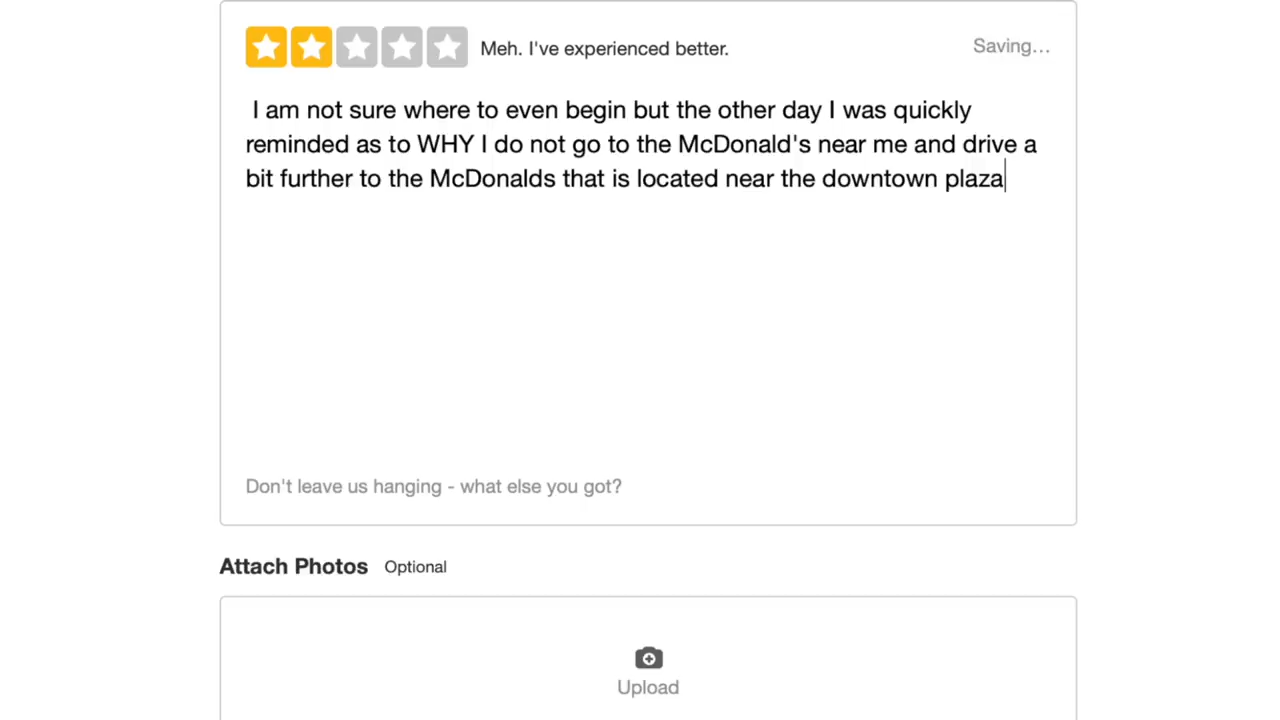 Meh. I've experienced better.
Saving...
I am not sure where to even begin but the other day I was quickly
reminded as to WHY I do not go to the McDonald's near me and drive a
bit further to the McDonalds that is located near the downtown plaza
Don't leave us hanging - what else you got?
Attach Photos Optional
Upload